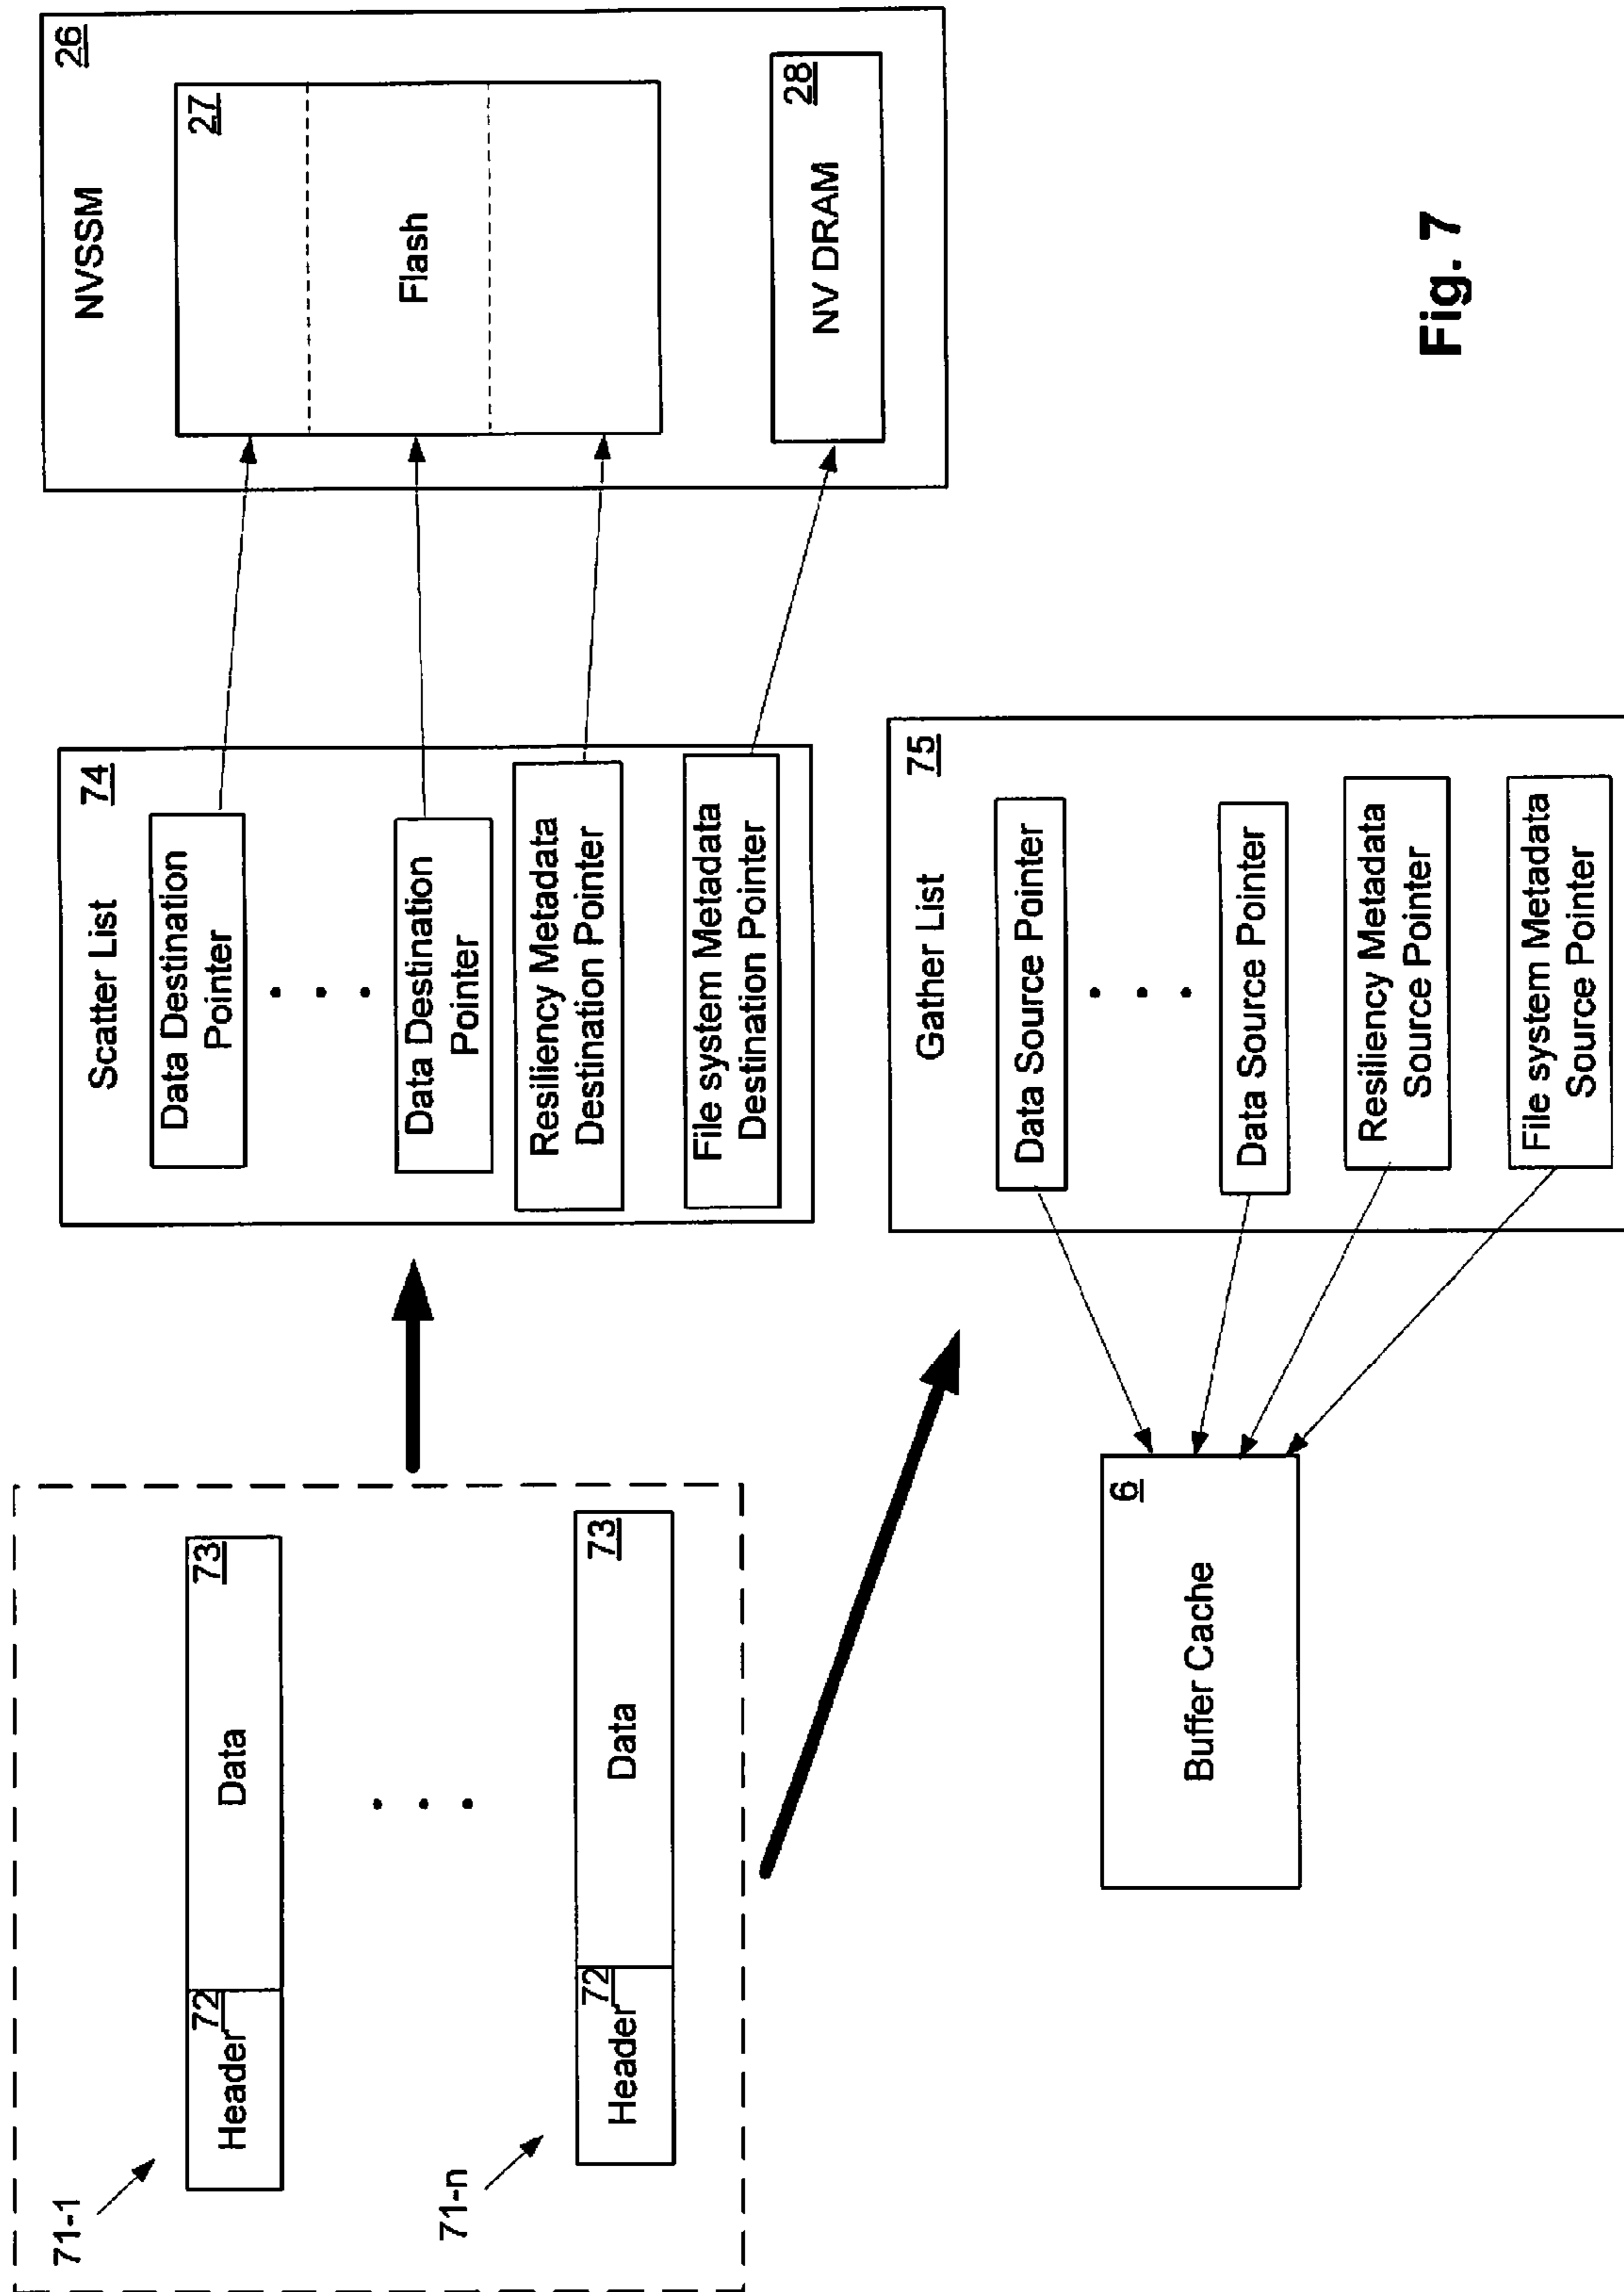 71-1
Header
72
Data
73
71-n
Header
72
Data
73
Scatter List
74
Data Destination
Pointer
Data Destination
Pointer
Resiliency Metadata
Destination Pointer
File system Metadata
Destination Pointer
NVSSM
26
27
Flash
NV DRAM
28
Buffer Cache
6
Gather List
75
Data Source Pointer
Data Source Pointer
Resiliency Metadata
Source Pointer
File system Metadata
Source Pointer
Fig. 7